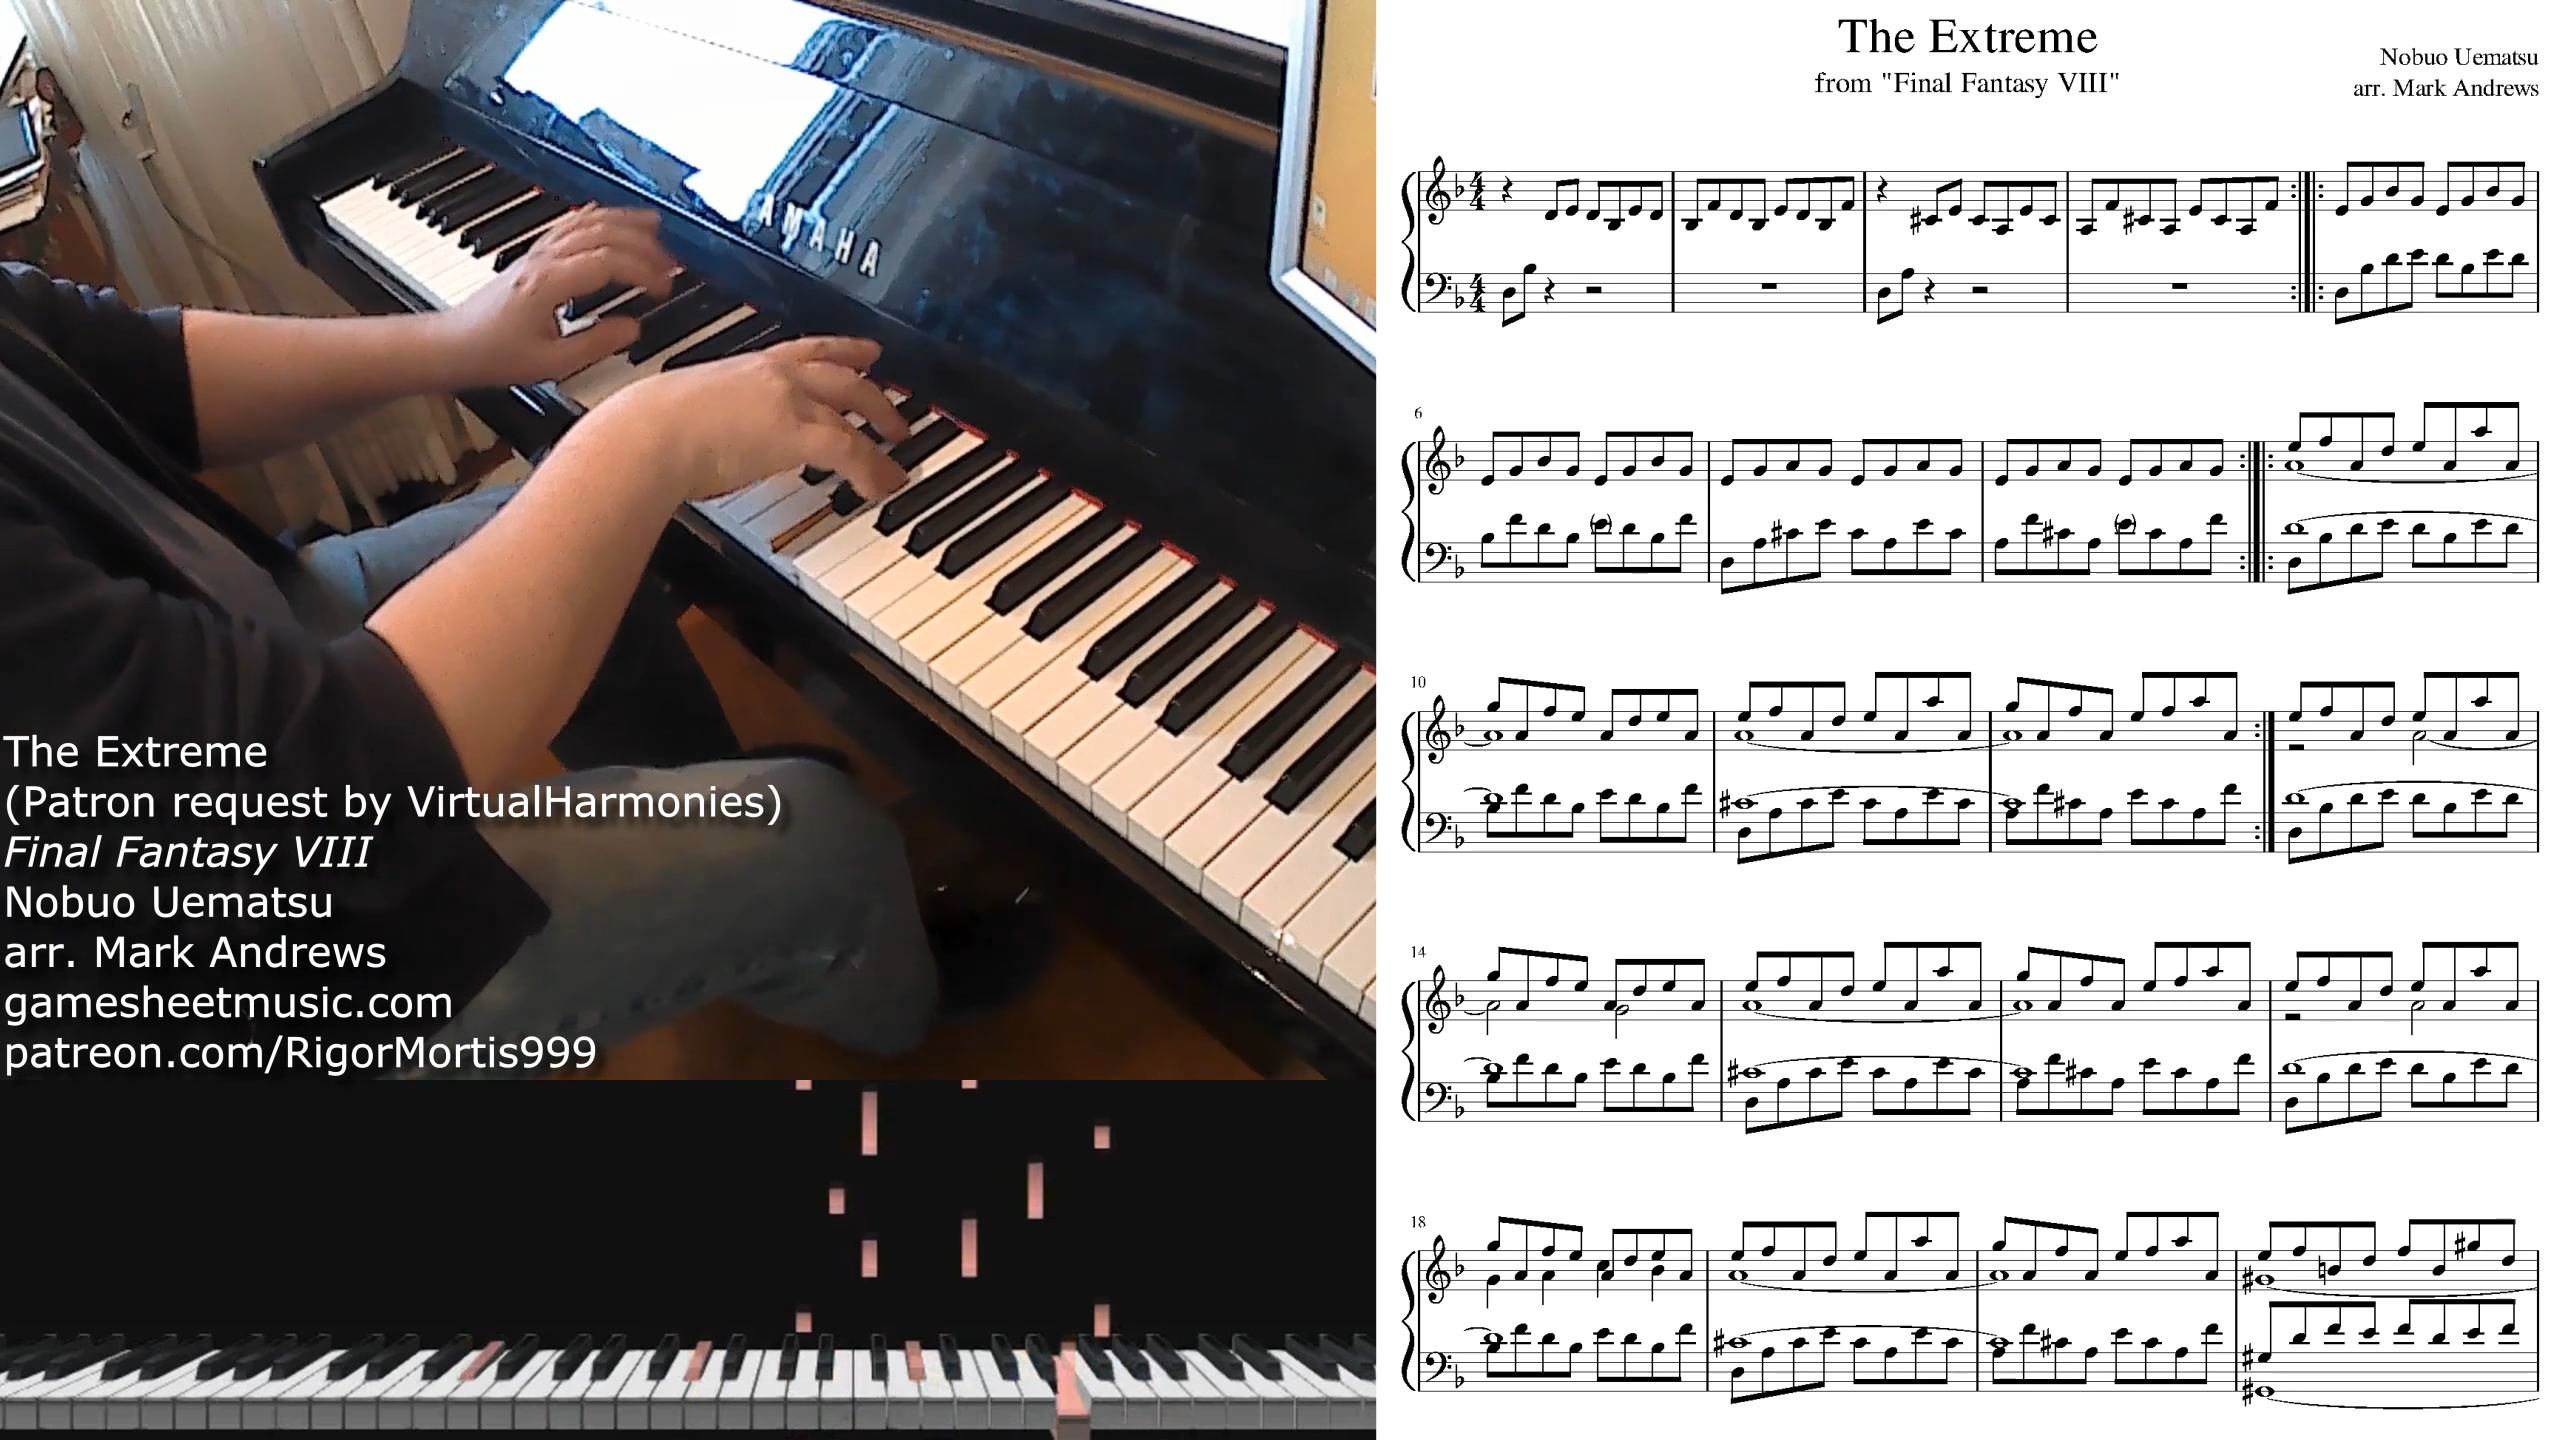 YAMAHA
The Extreme
(Patron request by VirtualHarmonies)
Final Fantasy VIII
Nobuo Uematsu
arr. Mark Andrews
gamesheetmusic.com
patreon.com/RigorMortis999
The Extreme
from "Final Fantasy VIII"
Nobuo Uematsu
arr. Mark Andrews
6
10
14
18